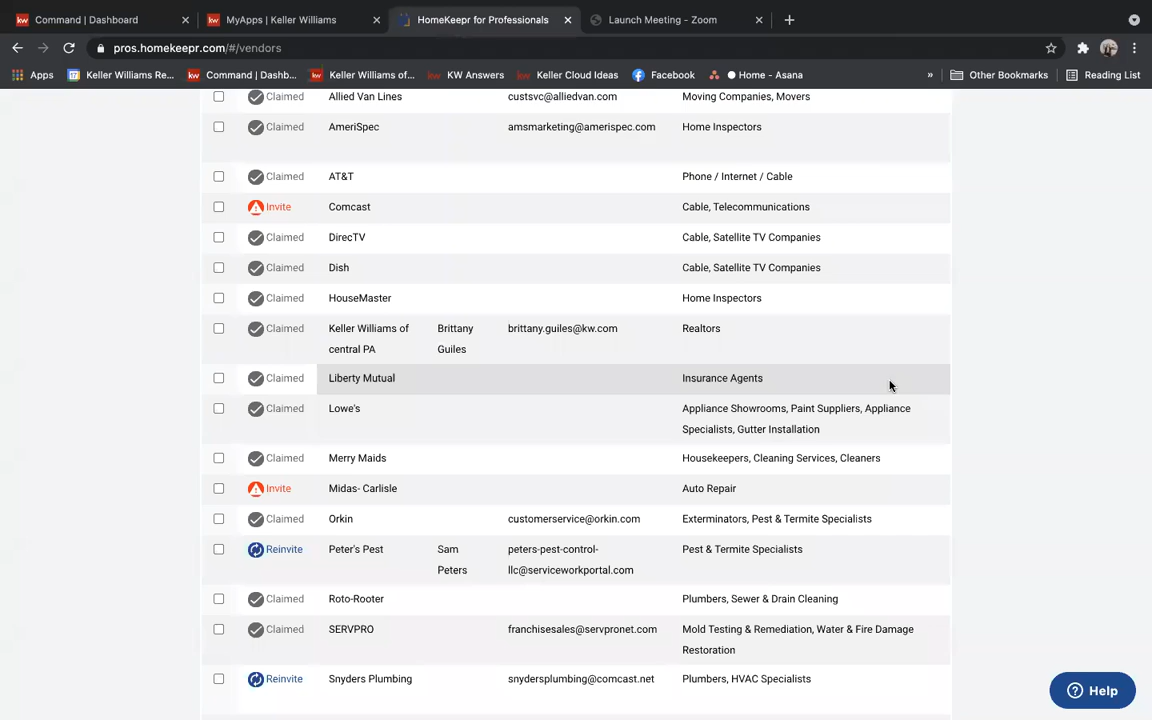 Command | Dashboard
MyApps | Keller Williams
HomeKeepr for Professionals
Launch Meeting - Zoom
pros.homekeepr.com/#/vendors
Apps
Keller Williams Re...
Command | Dashb...
Keller Williams of...
KW Answers
Keller Cloud Ideas
Facebook
Home - Asana
»
Other Bookmarks
Reading List
Claimed Allied Van Lines custsvc@alliedvan.com Moving Companies, Movers
Claimed AmeriSpec amsmarketing@amerispec.com Home Inspectors
Claimed AT&T Phone / Internet / Cable
Invite Comcast Cable, Telecommunications
Claimed DirecTV Cable, Satellite TV Companies
Claimed Dish Cable, Satellite TV Companies
Claimed HouseMaster Home Inspectors
Claimed Keller Williams of Brittany brittany.guiles@kw.com Realtors
central PA Guiles
Claimed Liberty Mutual Insurance Agents
Claimed Lowe's Appliance Showrooms, Paint Suppliers, Appliance
Specialists, Gutter Installation
Claimed Merry Maids Housekeepers, Cleaning Services, Cleaners
Invite Midas- Carlisle Auto Repair
Claimed Orkin customerservice@orkin.com Exterminators, Pest & Termite Specialists
Reinvite Peter's Pest Sam peters-pest-control- Pest & Termite Specialists
Peters llc@serviceworkportal.com
Claimed Roto-Rooter Plumbers, Sewer & Drain Cleaning
Claimed SERVPRO franchisesales@servpronet.com Mold Testing & Remediation, Water & Fire Damage
Restoration
Reinvite Snyders Plumbing snydersplumbing@comcast.net Plumbers, HVAC Specialists
Help